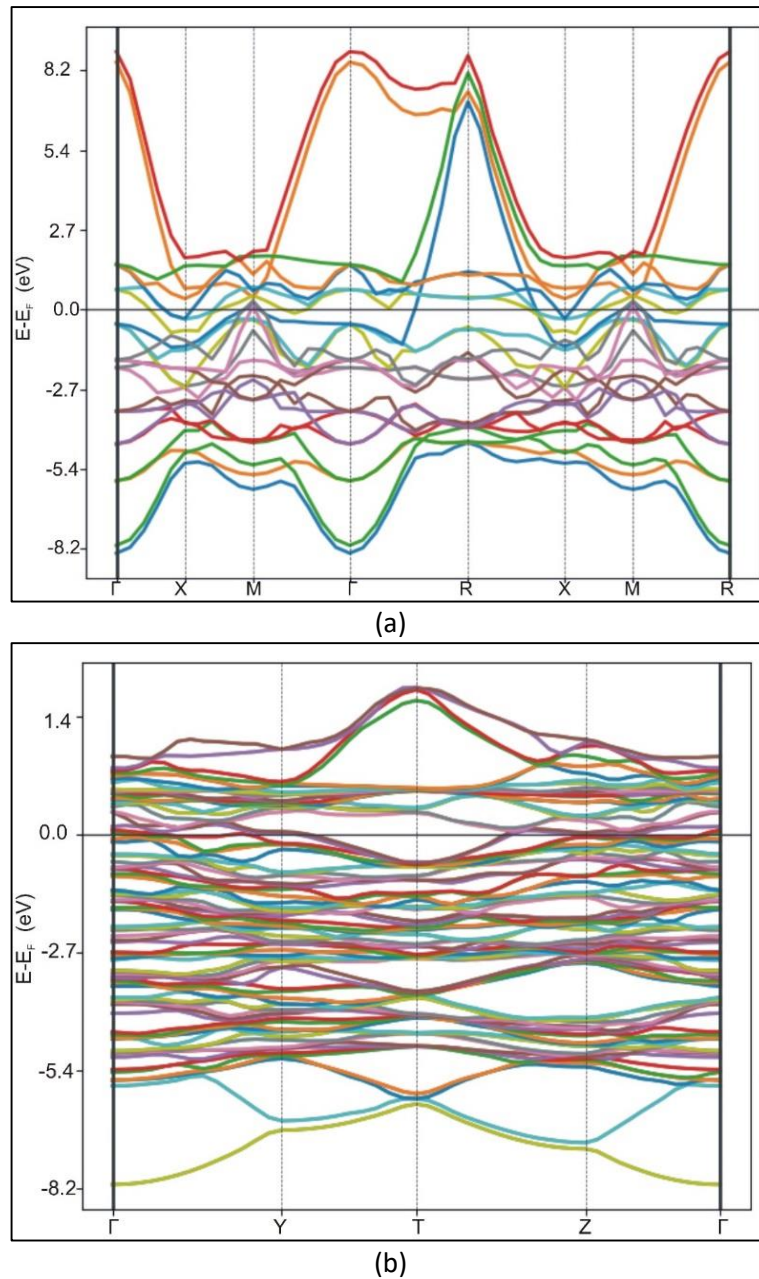 8.2
5.4
2.7
0.0
-2.7
-5.4
-8.2
E-E_F (eV)
Γ X M Γ R X M R
(a)
1.4
0.0
-2.7
-5.4
-8.2
E-E_F (eV)
Γ Y T Z Γ
(b)